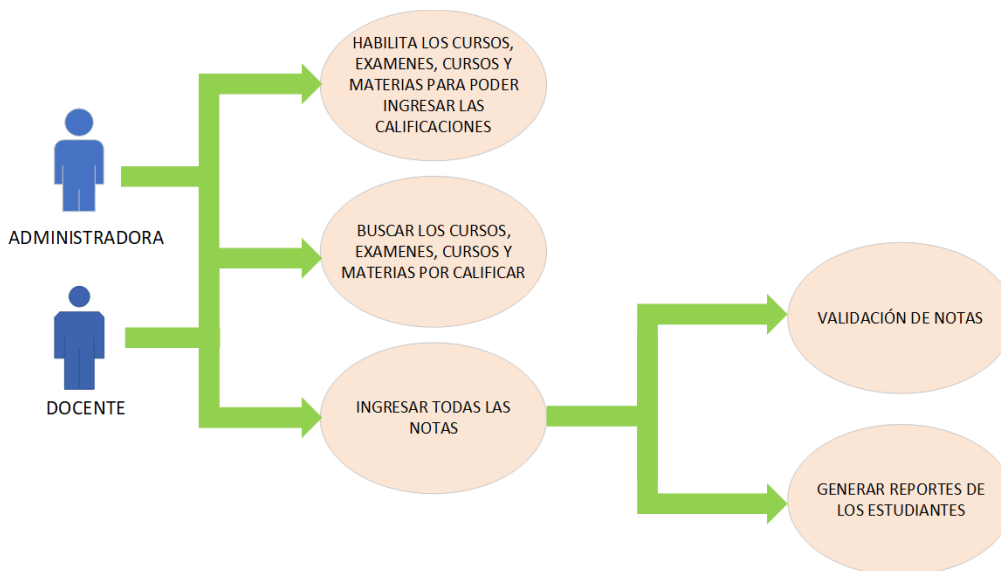 HABILITA LOS CURSOS,
EXAMENES, CURSOS Y
MATERIAS PARA PODER
INGRESAR LAS
CALIFICACIONES
ADMINISTRADORA
BUSCAR LOS CURSOS,
EXAMENES, CURSOS Y
MATERIAS POR CALIFICAR
VALIDACIÓN DE NOTAS
DOCENTE
INGRESAR TODAS LAS
NOTAS
GENERAR REPORTES DE
LOS ESTUDIANTES